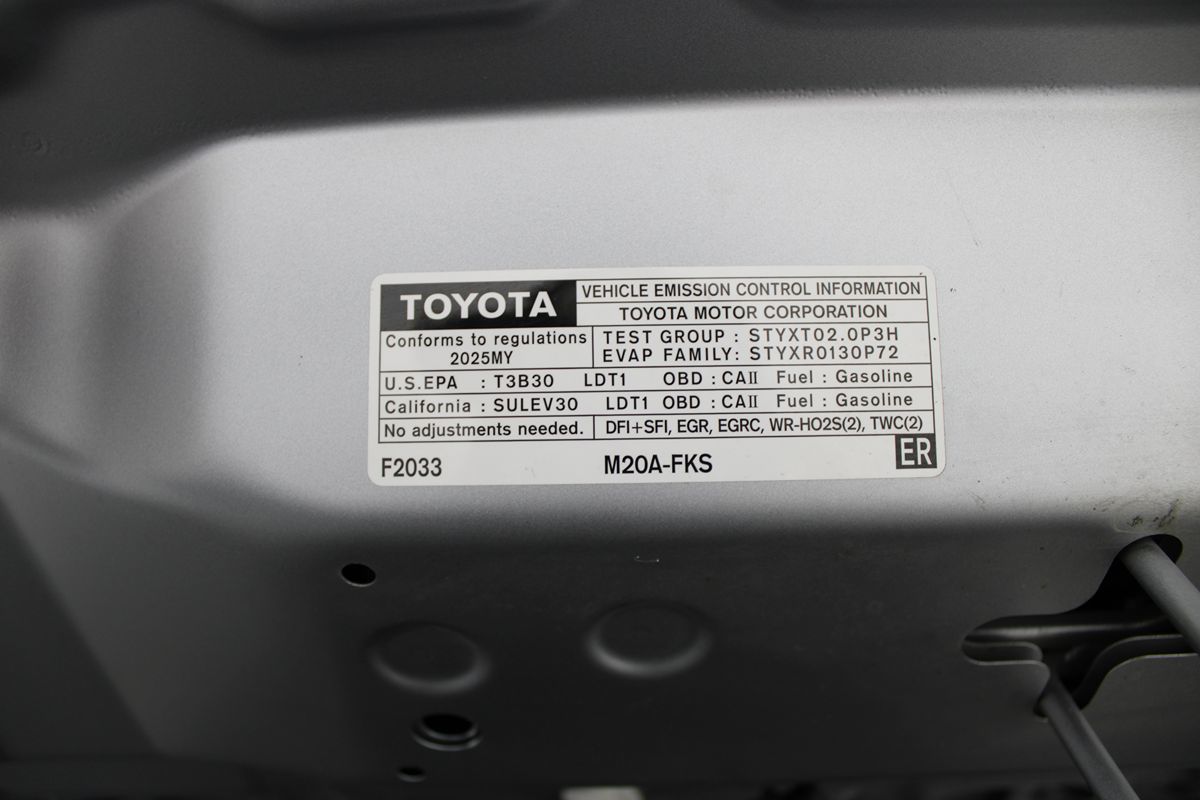 TOYOTA
VEHICLE EMISSION CONTROL INFORMATION
TOYOTA MOTOR CORPORATION
Conforms to regulations
2025MY
TEST GROUP : STYXT02.0P3H
EVAP FAMILY: STYXR0130P72
U.S.EPA : T3B30 LDT1 OBD : CAII Fuel : Gasoline
California : SULEV30 LDT1 OBD : CAII Fuel : Gasoline
No adjustments needed.
DFI+SFI, EGR, EGRC, WR-HO2S(2), TWC(2)
F2033
M20A-FKS
ER